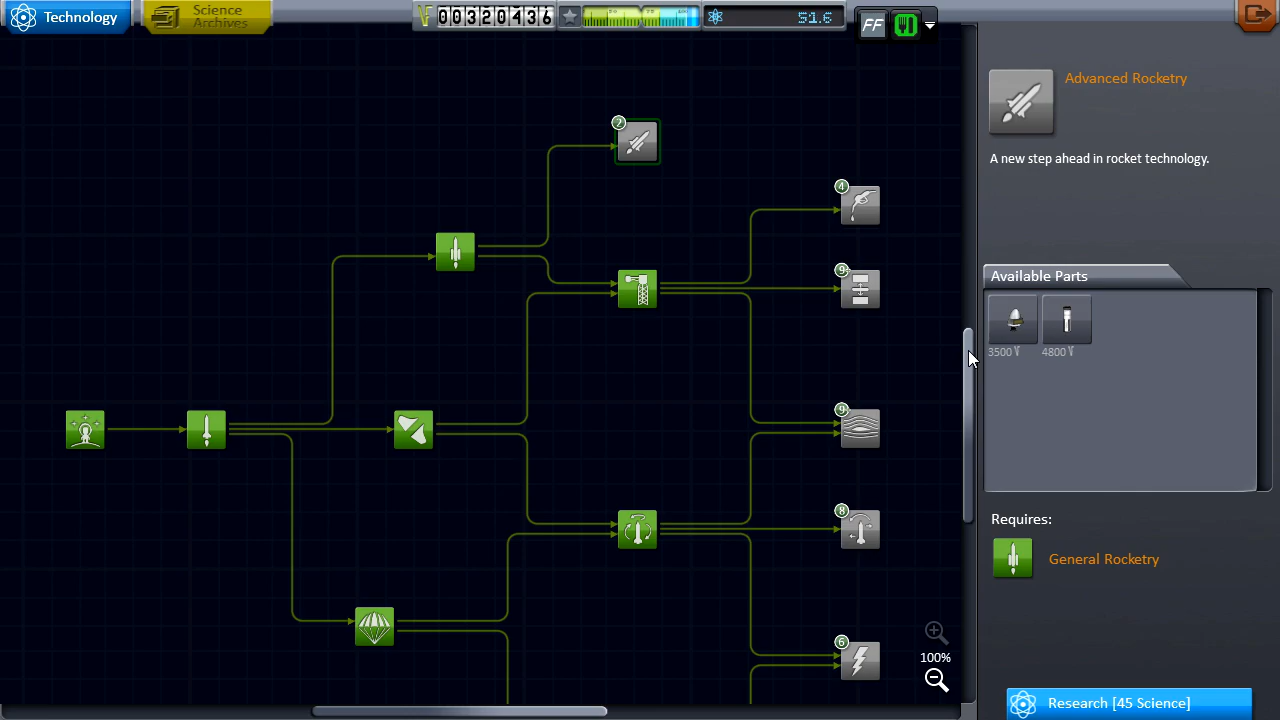 Technology
Science
Archives
00320436
51.6
FF
Advanced Rocketry
A new step ahead in rocket technology.
2
4
9
9
8
6
Available Parts
3500
4800
Requires:
General Rocketry
100%
Research [45 Science]